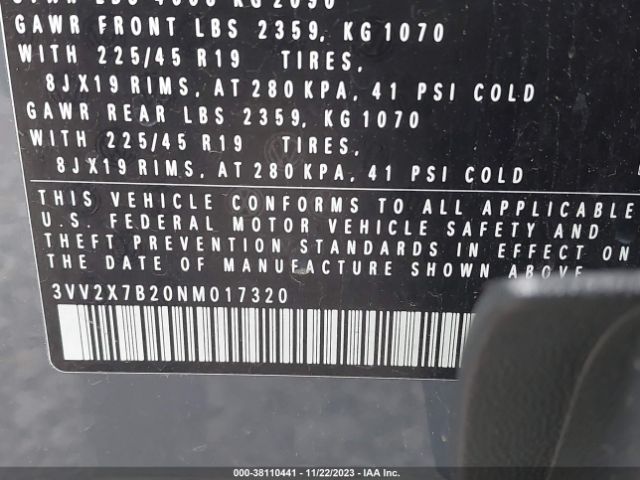 GAWR FRONT LBS 2359, KG 1070
WITH 225/45 R19 TIRES,
8JX19 RIMS, AT 280 KPA, 41 PSI COLD
GAWR REAR LBS 2359, KG 1070
WITH 225/45 R19 TIRES,
8JX19 RIMS, AT 280 KPA, 41 PSI COLD
THIS VEHICLE CONFORMS TO ALL APPLICABLE
U.S. FEDERAL MOTOR VEHICLE SAFETY AND
THEFT PREVENTION STANDARDS IN EFFECT ON
THE DATE OF MANUFACTURE SHOWN ABOVE
3VV2X7B20NM017320
000-38110441 - 11/22/2023 - IAAI.COM